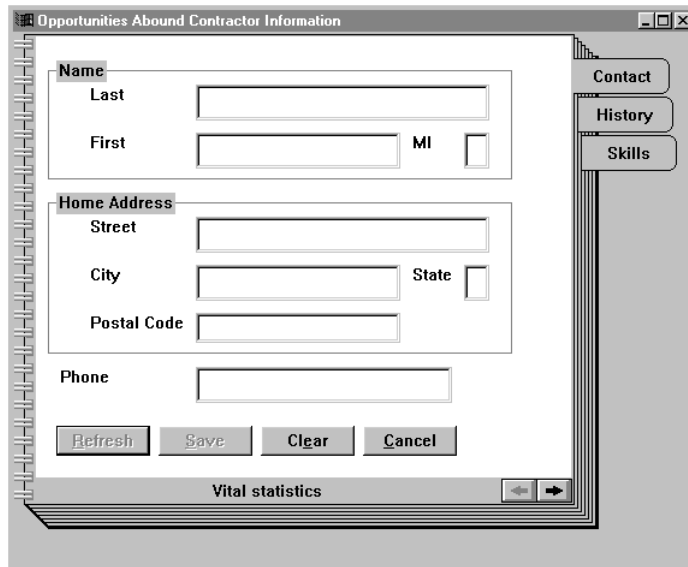 Opportunities Abound Contractor Information
Name
Last
First MI
Home Address
Street
City State
Postal Code
Phone
Refresh Save Clear Cancel
Vital statistics
Contact
History
Skills